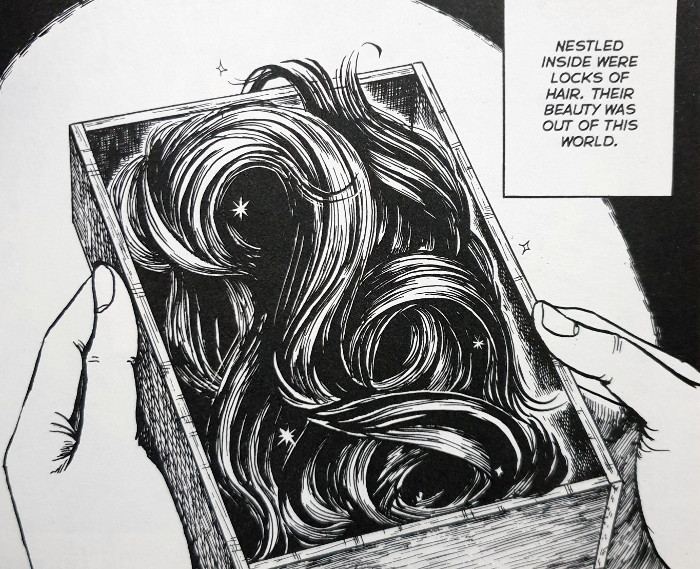 NESTLED
INSIDE WERE
LOCKS OF
HAIR. THEIR
BEAUTY WAS
OUT OF THIS
WORLD.